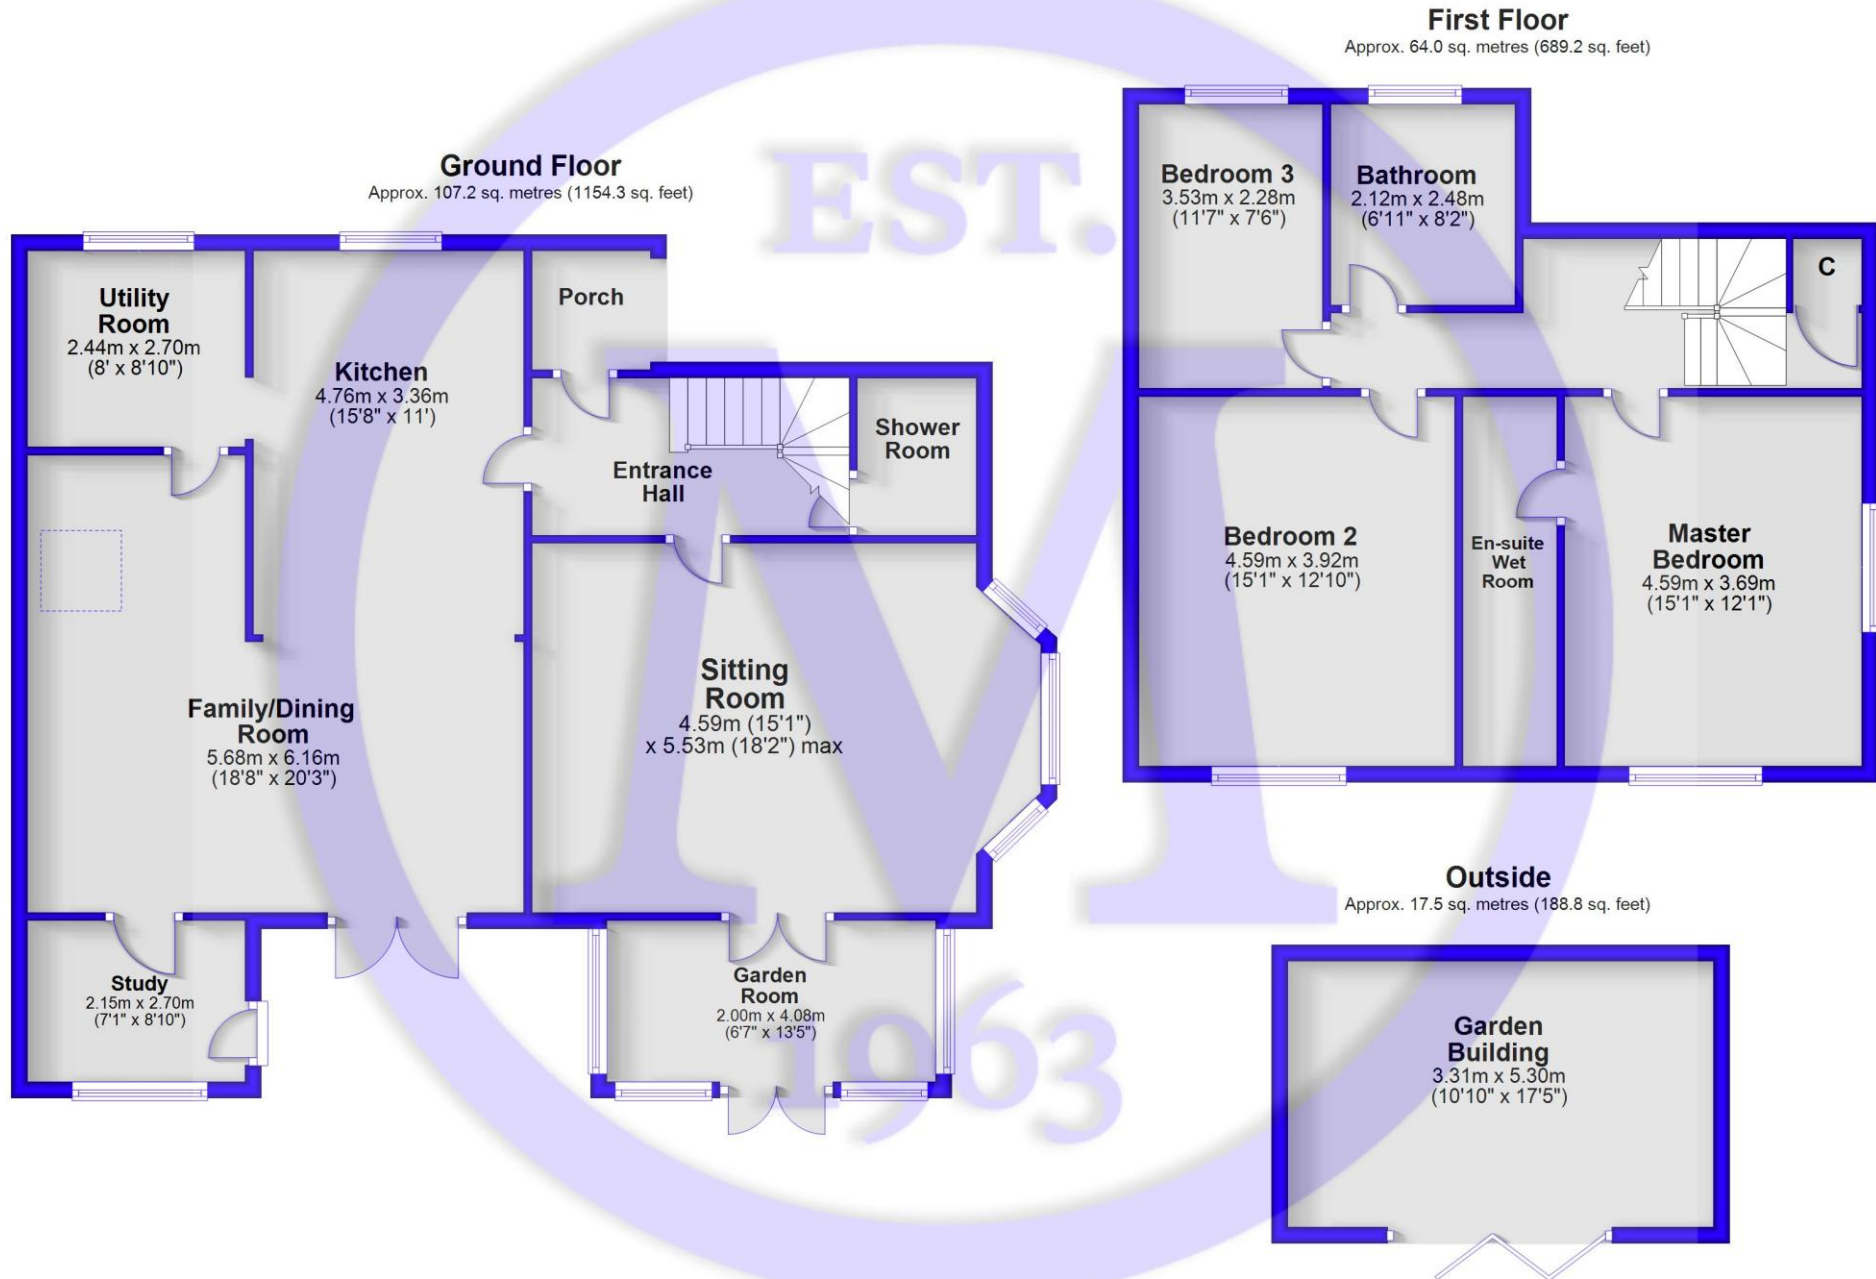 First Floor
Approx. 64.0 sq. metres (689.2 sq. feet)
Bedroom 3
3.53m x 2.28m
(11'7" x 7'6")
Bathroom
2.12m x 2.48m
(6'11" x 8'2")
C
Bedroom 2
4.59m x 3.92m
(15'1" x 12'10")
En-suite
Wet
Room
Master
Bedroom
4.59m x 3.69m
(15'1" x 12'1")
Ground Floor
Approx. 107.2 sq. metres (1154.3 sq. feet)
Utility
Room
2.44m x 2.70m
(8' x 8'10")
Kitchen
4.76m x 3.36m
(15'8" x 11')
Porch
Entrance
Hall
Shower
Room
Sitting
Room
4.59m (15'1")
x 5.53m (18'2") max
Family/Dining
Room
5.68m x 6.16m
(18'8" x 20'3")
Study
2.15m x 2.70m
(7'1" x 8'10")
Garden
Room
2.00m x 4.08m
(6'7" x 13'5")
Outside
Approx. 17.5 sq. metres (188.8 sq. feet)
Garden
Building
3.31m x 5.30m
(10'10" x 17'5")
EST.
M
1963